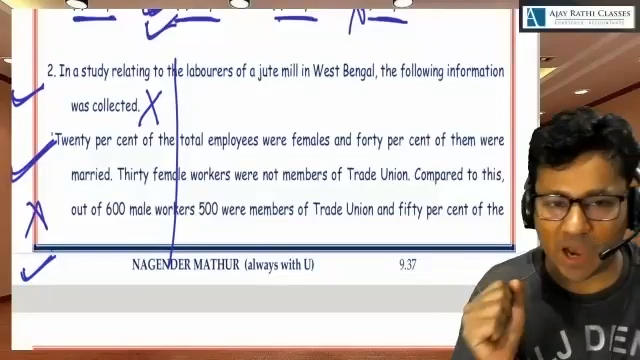 AJAY RATHI CLASSES
CHARTERED ACCOUNTANT
2. In a study relating to the labourers of a jute mill in West Bengal, the following information
was collected.
'Twenty per cent of the total employees were females and forty per cent of them were
married. Thirty female workers were not members of Trade Union. Compared to this,
out of 600 male workers 500 were members of Trade Union and fifty per cent of the
NAGENDER MATHUR (always with U) 9.37